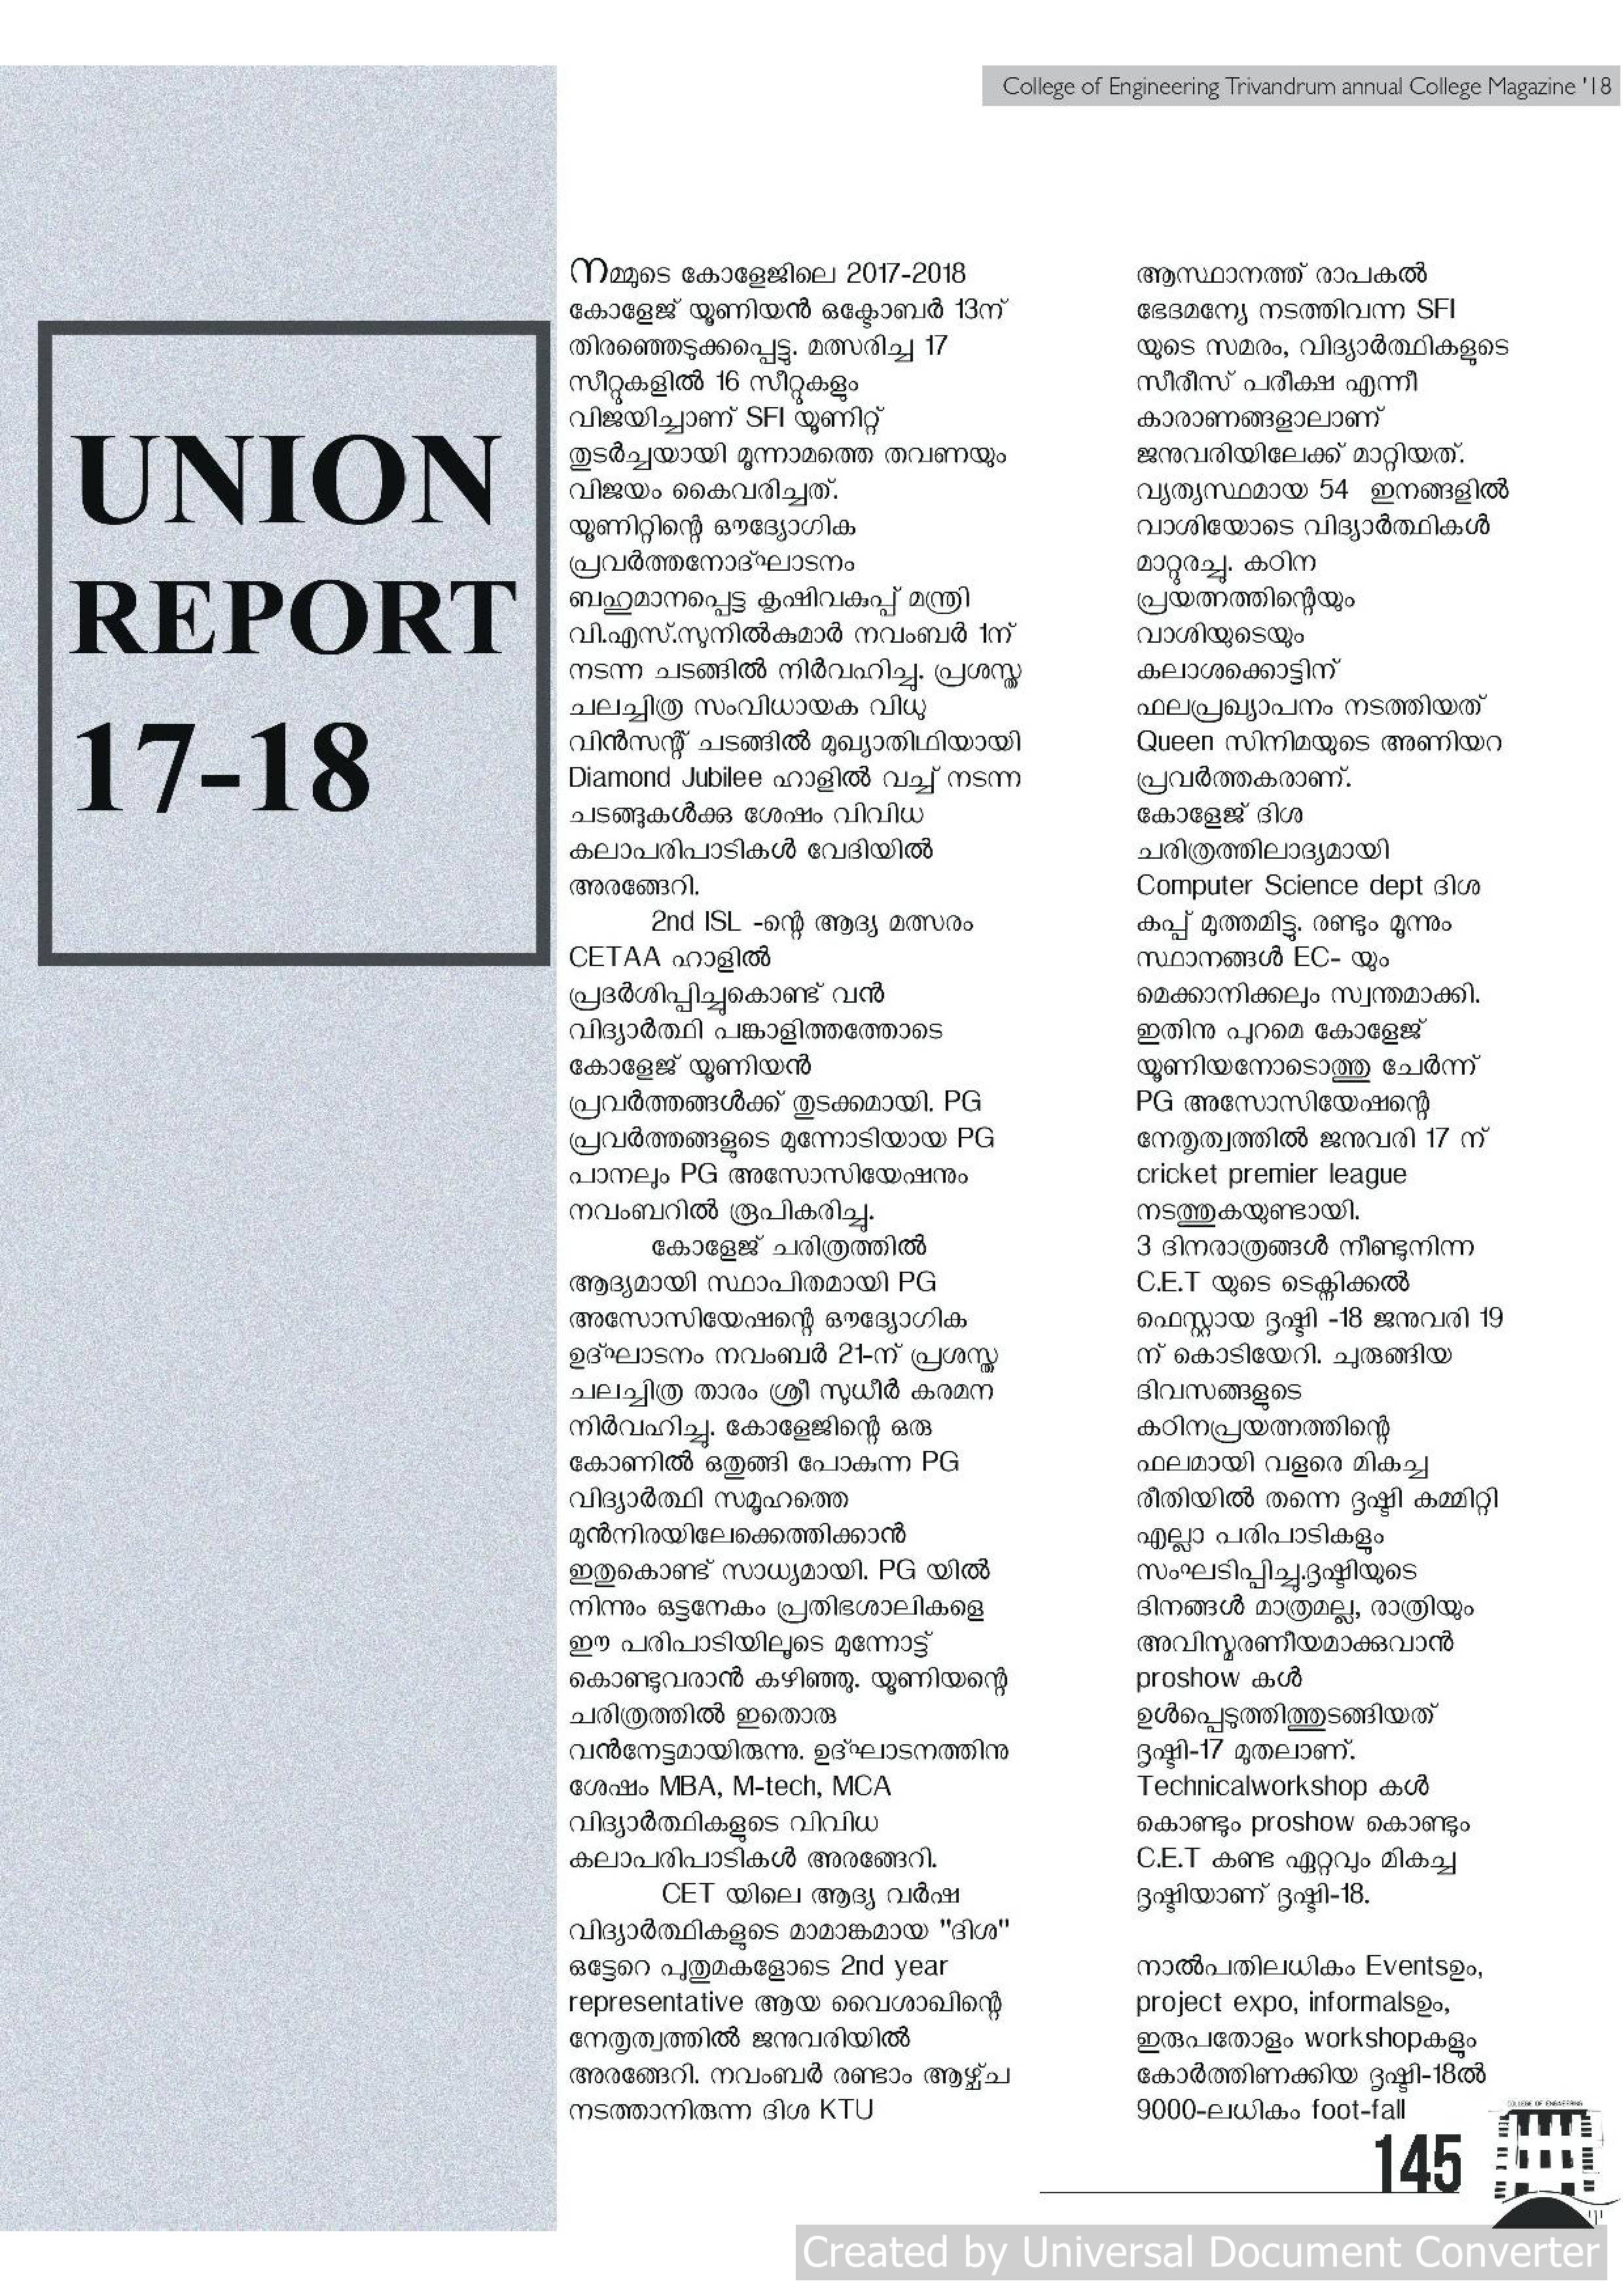 College of Engineering Trivandrum annual College Magazine '18
UNION
REPORT
17-18
നമ്മുടെ കോളേജിലെ 2017-2018
കോളേജ് യൂണിയൻ ഒക്ടോബർ 13ന്
തിരഞ്ഞെടുക്കപ്പെട്ടു. മത്സരിച്ച 17
സീറ്റുകളിൽ 16 സീറ്റുകളും
വിജയിച്ചാണ് SFI യൂണിറ്റ്
തുടർച്ചയായി മൂന്നാമത്തെ തവണയും
വിജയം കൈവരിച്ചത്.
യൂണിറ്റിന്റെ ഔദ്യോഗിക
പ്രവർത്തനോദ്ഘാടനം
ബഹുമാനപ്പെട്ട കൃഷിവകുപ്പ് മന്ത്രി
വി.എസ്.സുനിൽകുമാർ നവംബർ 1ന്
നടന്ന ചടങ്ങിൽ നിർവഹിച്ചു. പ്രശസ്ത
ചലച്ചിത്ര സംവിധായക വിധു
വിൻസന്റ് ചടങ്ങിൽ മുഖ്യാതിഥിയായി
Diamond Jubilee ഹാളിൽ വച്ച് നടന്ന
ചടങ്ങുകൾക്കു ശേഷം വിവിധ
കലാപരിപാടികൾ വേദിയിൽ
അരങ്ങേറി.
2nd ISL -ന്റെ ആദ്യ മത്സരം
CETAA ഹാളിൽ
പ്രദർശിപ്പിച്ചുകൊണ്ട് വൻ
വിദ്യാർത്ഥി പങ്കാളിത്തത്തോടെ
കോളേജ് യൂണിയൻ
പ്രവർത്തങ്ങൾക്ക് തുടക്കമായി. PG
പ്രവർത്തങ്ങളുടെ മുന്നോടിയായ PG
പാനലും PG അസോസിയേഷനും
നവംബറിൽ രൂപികരിച്ചു.
കോളേജ് ചരിത്രത്തിൽ
ആദ്യമായി സ്ഥാപിതമായി PG
അസോസിയേഷന്റെ ഔദ്യോഗിക
ഉദ്ഘാടനം നവംബർ 21-ന് പ്രശസ്ത
ചലച്ചിത്ര താരം ശ്രീ സുധീർ കരമന
നിർവഹിച്ചു. കോളേജിന്റെ ഒരു
കോണിൽ ഒതുങ്ങി പോകുന്ന PG
വിദ്യാർത്ഥി സമൂഹത്തെ
മുൻനിരയിലേക്കെത്തിക്കാൻ
ഇതുകൊണ്ട് സാധ്യമായി. PG യിൽ
നിന്നും ഒട്ടനേകം പ്രതിഭശാലികളെ
ഈ പരിപാടിയിലൂടെ മുന്നോട്ട്
കൊണ്ടുവരാൻ കഴിഞ്ഞു. യൂണിയന്റെ
ചരിത്രത്തിൽ ഇതൊരു
വൻനേട്ടമായിരുന്നു. ഉദ്ഘാടനത്തിനു
ശേഷം MBA, M-tech, MCA
വിദ്യാർത്ഥികളുടെ വിവിധ
കലാപരിപാടികൾ അരങ്ങേറി.
CET യിലെ ആദ്യ വർഷ
വിദ്യാർത്ഥികളുടെ മാമാങ്കമായ "ദിശ"
ഒട്ടേറെ പുതുമകളോടെ 2nd year
representative ആയ വൈശാഖിന്റെ
നേതൃത്വത്തിൽ ജനുവരിയിൽ
അരങ്ങേറി. നവംബർ രണ്ടാം ആഴ്ച്ച
നടത്താനിരുന്ന ദിശ KTU
ആസ്ഥാനത്ത് രാപകൽ
ഭേദമന്യേ നടത്തിവന്ന SFI
യുടെ സമരം, വിദ്യാർത്ഥികളുടെ
സീരീസ് പരീക്ഷ എന്നീ
കാരാണങ്ങളാലാണ്
ജനുവരിയിലേക്ക് മാറ്റിയത്.
വ്യത്യസ്ഥമായ 54 ഇനങ്ങളിൽ
വാശിയോടെ വിദ്യാർത്ഥികൾ
മാറ്റുരച്ചു. കഠിന
പ്രയത്നത്തിന്റെയും
വാശിയുടെയും
കലാശക്കൊട്ടിന്
ഫലപ്രഖ്യാപനം നടത്തിയത്
Queen സിനിമയുടെ അണിയറ
പ്രവർത്തകരാണ്.
കോളേജ് ദിശ
ചരിത്രത്തിലാദ്യമായി
Computer Science dept ദിശ
കപ്പ് മുത്തമിട്ടു. രണ്ടും മൂന്നും
സ്ഥാനങ്ങൾ EC- യും
മെക്കാനിക്കലും സ്വന്തമാക്കി.
ഇതിനു പുറമെ കോളേജ്
യൂണിയനോടൊത്തു ചേർന്ന്
PG അസോസിയേഷന്റെ
നേതൃത്വത്തിൽ ജനുവരി 17 ന്
cricket premier league
നടത്തുകയുണ്ടായി.
3 ദിനരാത്രങ്ങൾ നീണ്ടുനിന്ന
C.E.T യുടെ ടെക്നിക്കൽ
ഫെസ്റ്റായ ദൃഷ്ടി -18 ജനുവരി 19
ന് കൊടിയേറി. ചുരുങ്ങിയ
ദിവസങ്ങളുടെ
കഠിനപ്രയത്നത്തിന്റെ
ഫലമായി വളരെ മികച്ച
രീതിയിൽ തന്നെ ദൃഷ്ടി കമ്മിറ്റി
എല്ലാ പരിപാടികളും
സംഘടിപ്പിച്ചു.ദൃഷ്ടിയുടെ
ദിനങ്ങൾ മാത്രമല്ല, രാത്രിയും
അവിസ്മരണീയമാക്കുവാൻ
proshow കൾ
ഉൾപ്പെടുത്തിത്തുടങ്ങിയത്
ദൃഷ്ടി-17 മുതലാണ്.
Technicalworkshop കൾ
കൊണ്ടും proshow കൊണ്ടും
C.E.T കണ്ട ഏറ്റവും മികച്ച
ദൃഷ്ടിയാണ് ദൃഷ്ടി-18.
നാൽപതിലധികം Eventsഉം,
project expo, informalsഉം,
ഇരുപതോളം workshopകളും
കോർത്തിണക്കിയ ദൃഷ്ടി-18ൽ
9000-ലധികം foot-fall
COLLEGE OF ENGINEERING
145
Created by Universal Document Converter